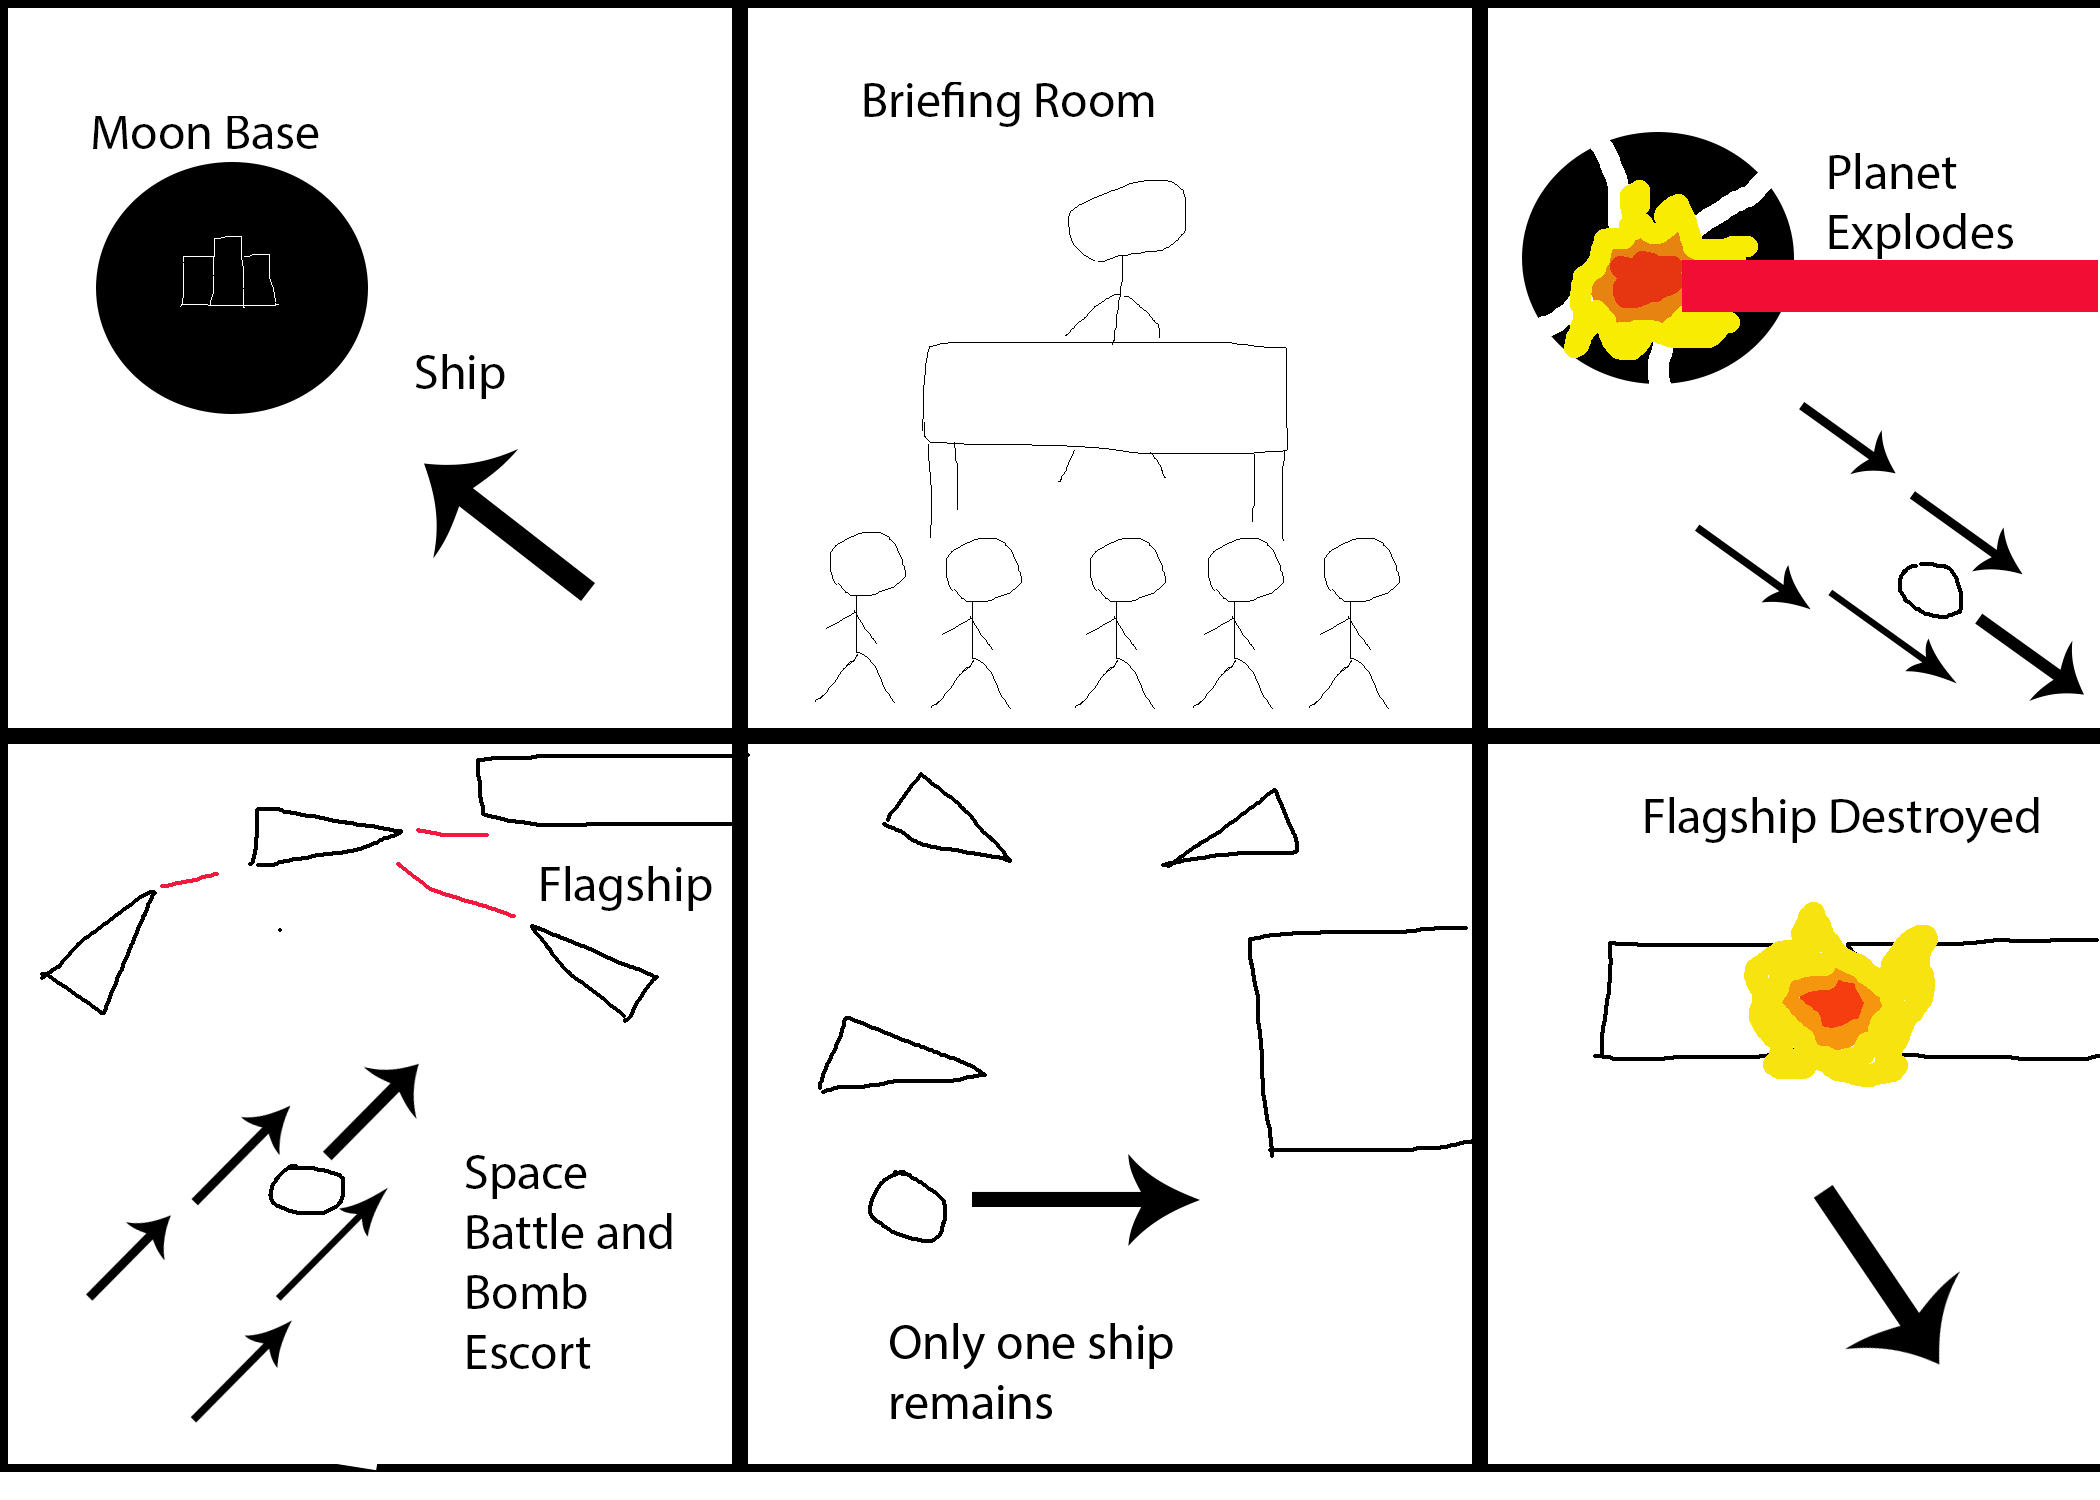 Moon Base
Ship
Briefing Room
Planet
Explodes
Flagship
Space
Battle and
Bomb
Escort
Only one ship
remains
Flagship Destroyed